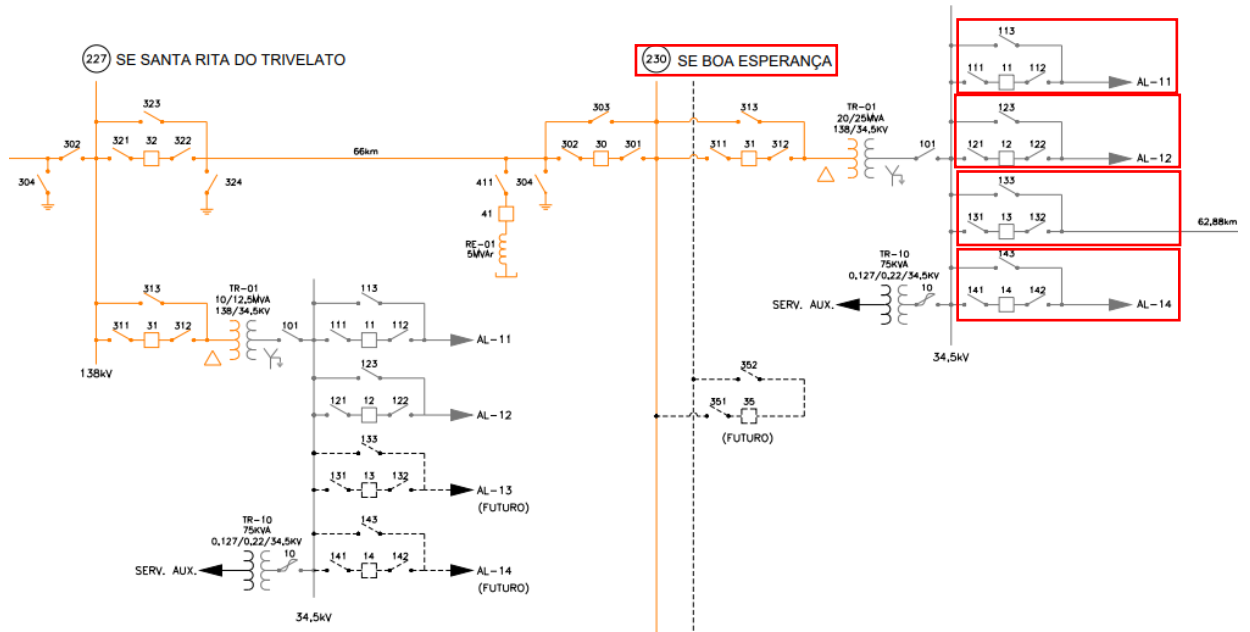 227 SE SANTA RITA DO TRIVELATO
302
304
323
321 32 322
324
66km
411
41
RE-01
5MVAr
304
303
302 30 301
230 SE BOA ESPERANÇA
313
311 31 312
TR-01
20/25MVA
138/34,5KV
101
113
111 11 112
AL-11
123
121 12 122
AL-12
133
131 13 132
62,88km
TR-10
75KVA
0,127/0,22/34,5KV
10
SERV. AUX.
143
141 14 142
AL-14
34,5kV
352
351 35
(FUTURO)
313
311 31 312
138kV
TR-01
10/12,5MVA
138/34,5KV
101
113
111 11 112
AL-11
123
121 12 122
AL-12
133
131 13 132
AL-13
(FUTURO)
TR-10
75KVA
0,127/0,22/34,5KV
10
SERV. AUX.
143
141 14 142
AL-14
(FUTURO)
34,5kV